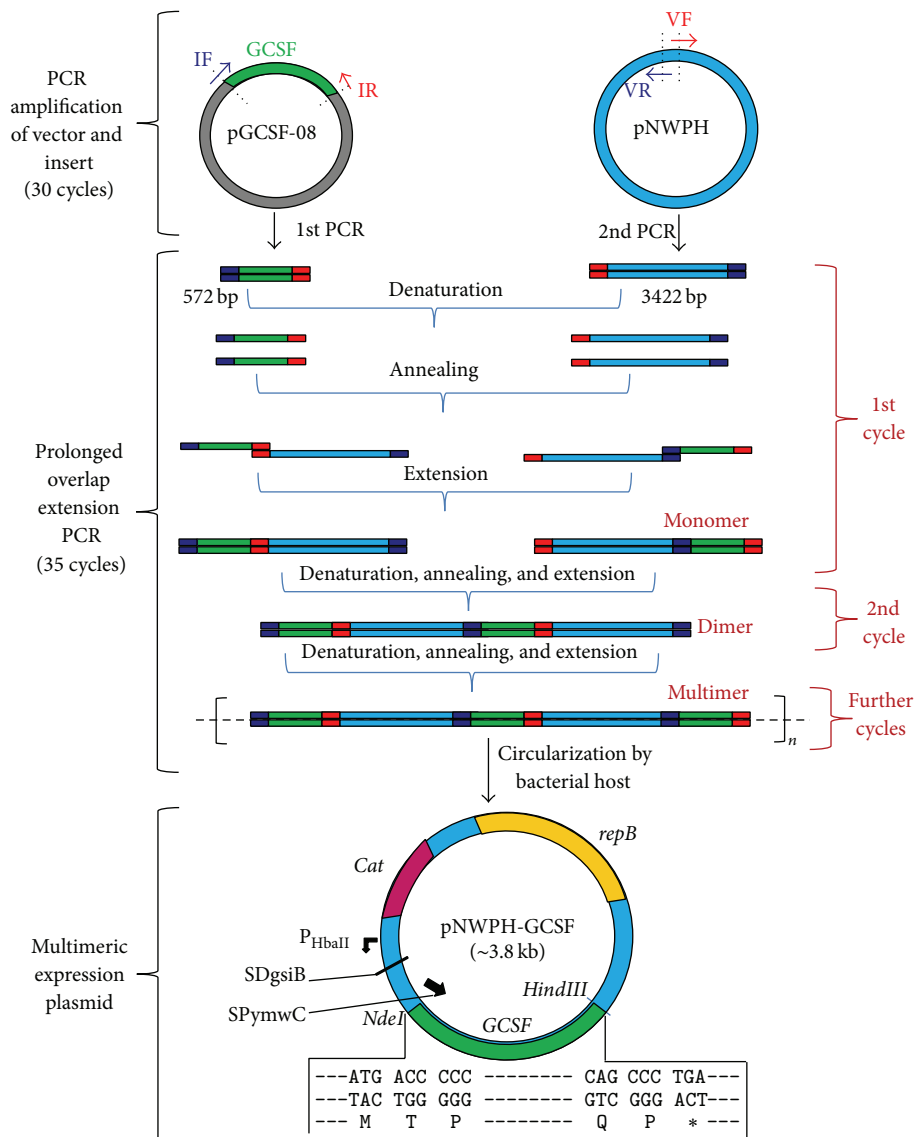 PCR
amplification
of vector and
insert
(30 cycles)
IF
GCSF
IR
pGCSF-08
VF
VR
pNWPH
1st PCR
2nd PCR
572 bp
Denaturation
3422 bp
Annealing
Extension
Prolonged
overlap
extension
PCR
(35 cycles)
1st
cycle
Monomer
Denaturation, annealing, and extension
Dimer
2nd
cycle
Denaturation, annealing, and extension
Multimer
n
Further
cycles
Circularization by
bacterial host
Multimeric
expression
plasmid
repB
Cat
PHbaII
pNWPH-GCSF
(~3.8 kb)
SDgsiB
SPymwC
NdeI
HindIII
GCSF
---ATG ACC CCC ------- CAG CCC TGA---
---TAC TGG GGG ------- GTC GGG ACT---
M T P Q P *